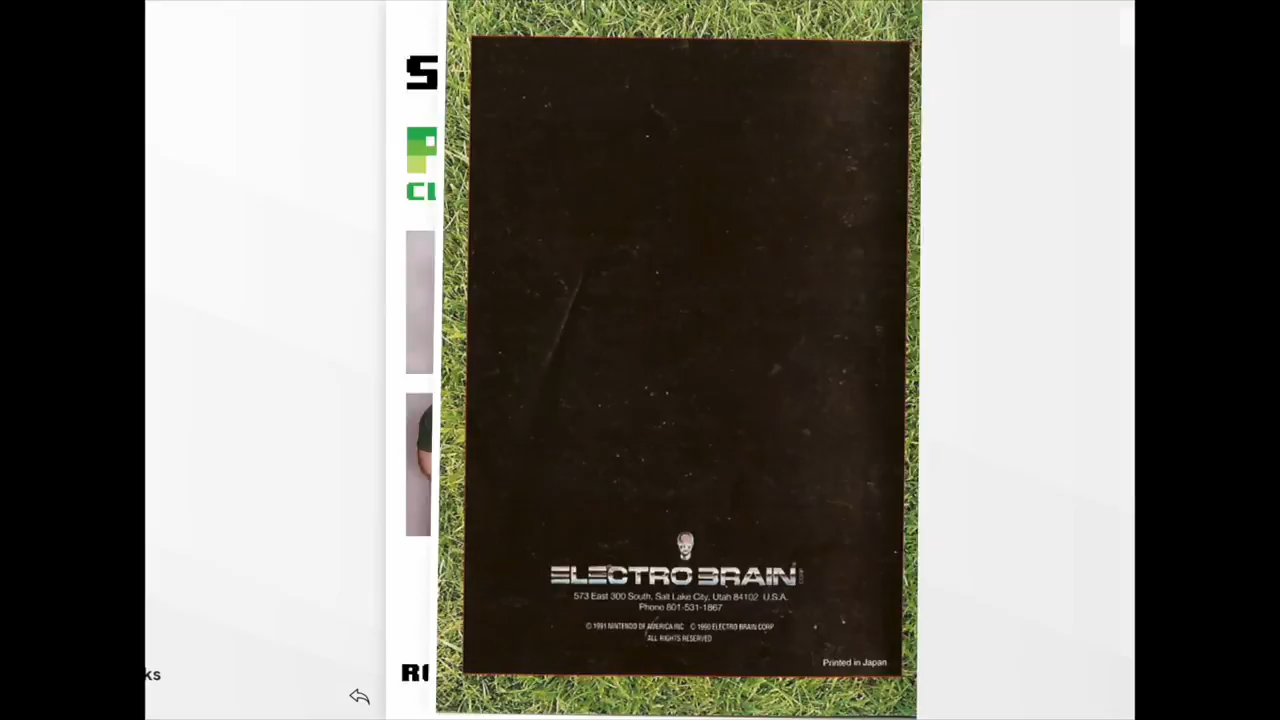 S
P
CL
ELECTRO BRAIN CORP
573 East 300 South, Salt Lake City, Utah 84102 U.S.A.
Phone 801-531-1867
© 1991 NINTENDO OF AMERICA INC © 1990 ELECTRO BRAIN CORP
ALL RIGHTS RESERVED
Printed in Japan
ks